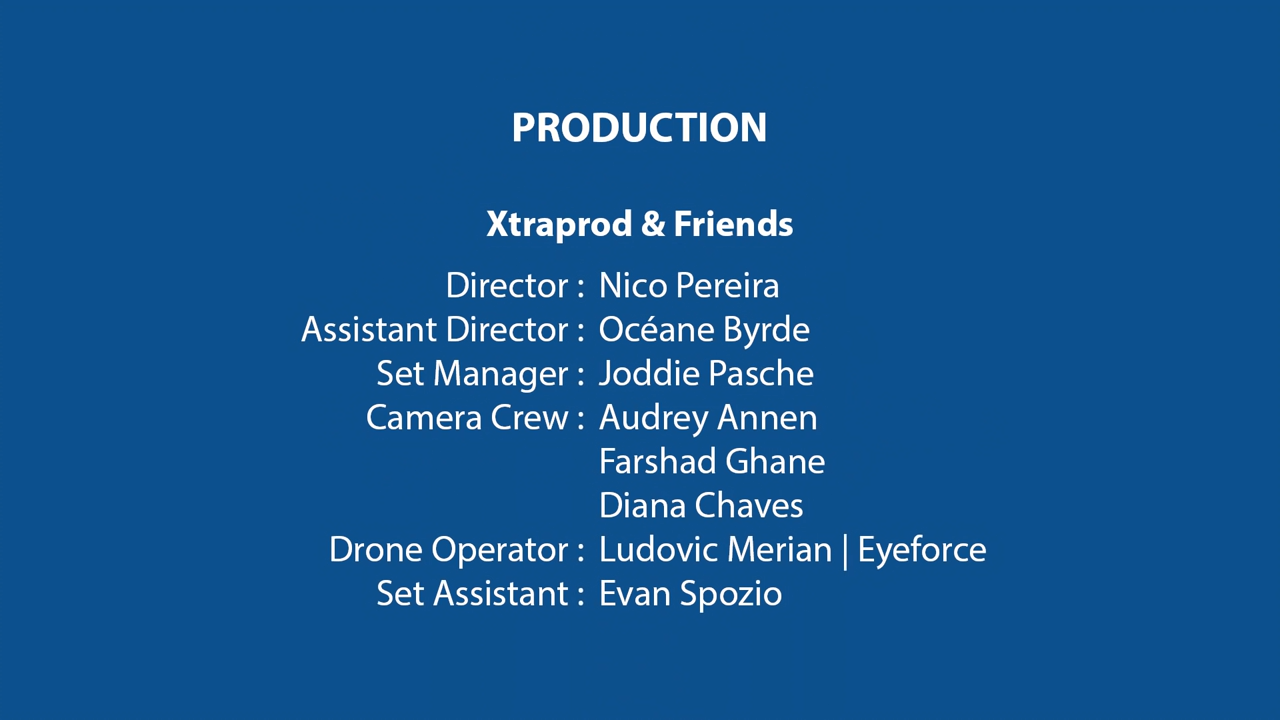 PRODUCTION
Xtraprod & Friends
Director : Nico Pereira
Assistant Director : Océane Byrde
Set Manager : Joddie Pasche
Camera Crew : Audrey Annen
Farshad Ghane
Diana Chaves
Drone Operator : Ludovic Merian | Eyeforce
Set Assistant : Evan Spozio